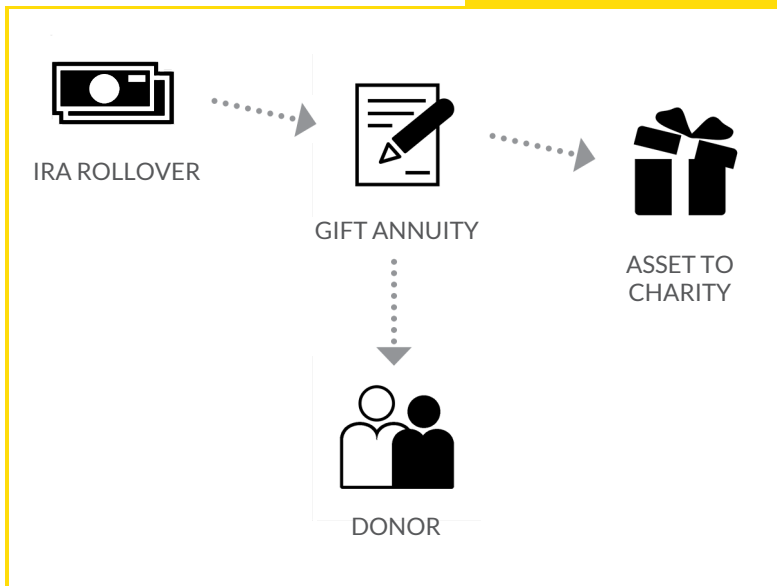 IRA ROLLOVER
GIFT ANNUITY
ASSET TO
CHARITY
DONOR